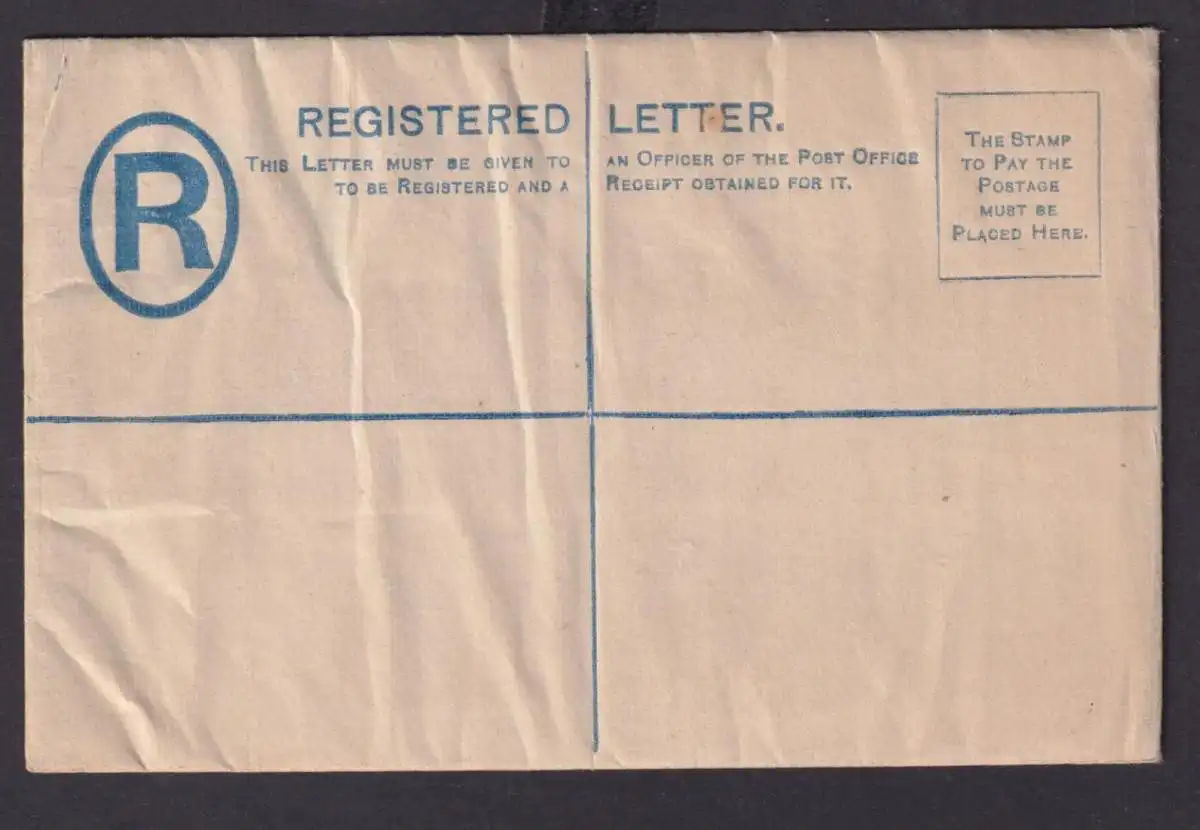 R
REGISTERED LETTER.
THIS LETTER MUST BE GIVEN TO AN OFFICER OF THE POST OFFICE
TO BE REGISTERED AND A RECEIPT OBTAINED FOR IT.
THE STAMP
TO PAY THE
POSTAGE
MUST BE
PLACED HERE.